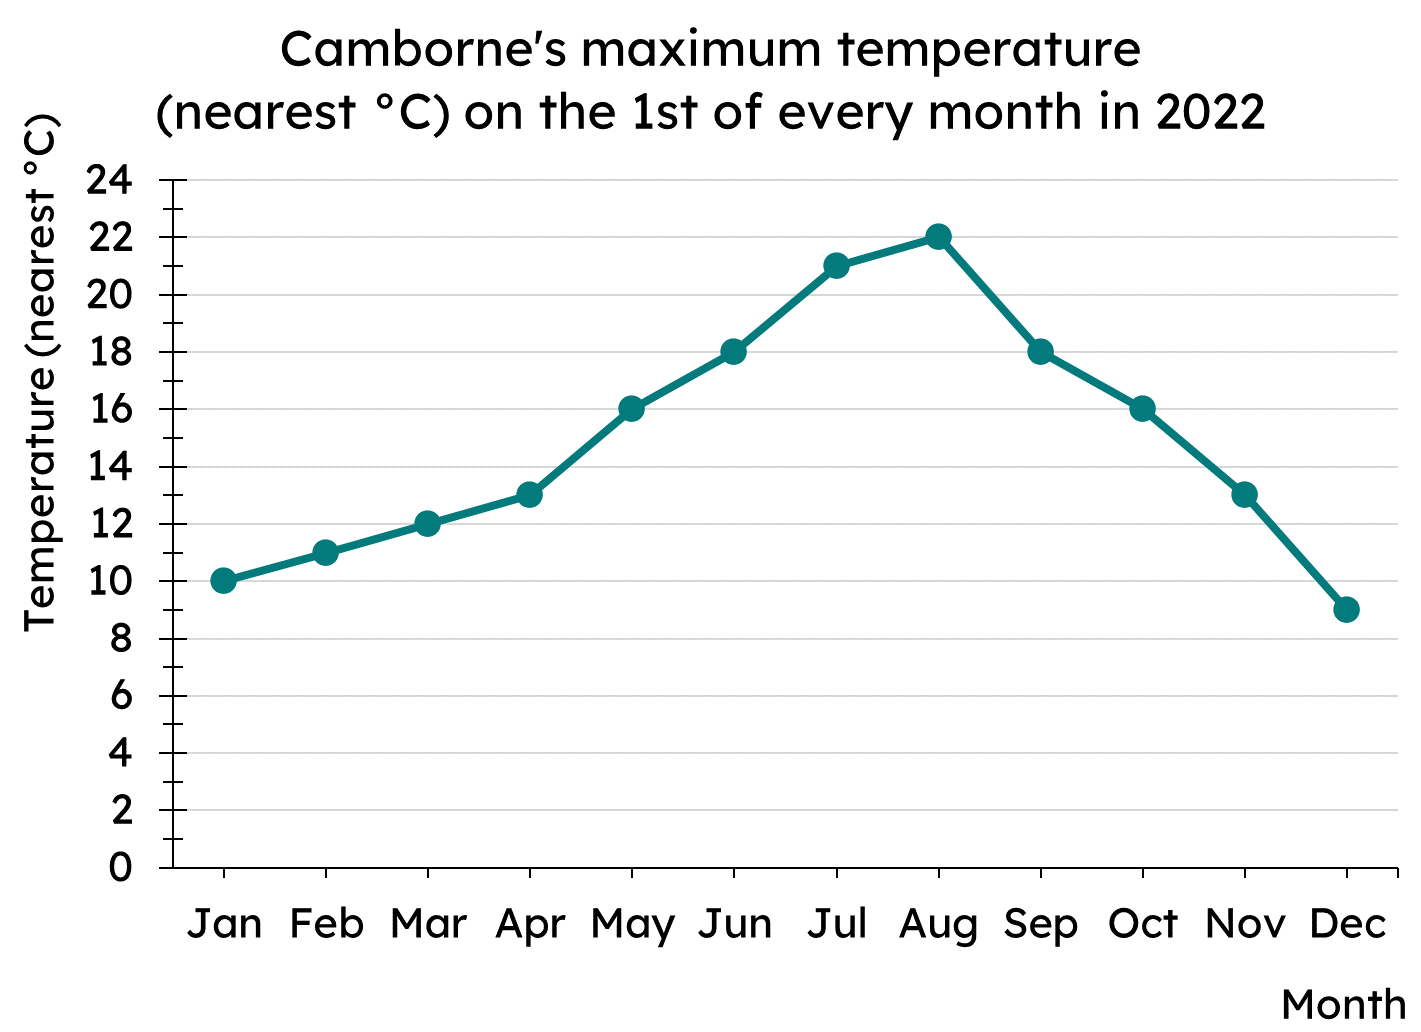 Camborne's maximum temperature
(nearest °C) on the 1st of every month in 2022
Temperature (nearest °C)
24
22
20
18
16
14
12
10
8
6
4
2
0
Jan Feb Mar Apr May Jun Jul Aug Sep Oct Nov Dec
Month